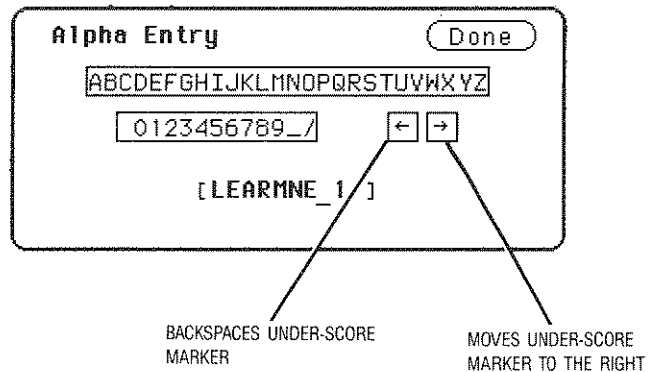 Alpha Entry Done
ABCDEFGHIJKLMNOPQRSTUVWXYZ
0123456789_/ ← →
[LEARMNE_1 ]
BACKSPACES UNDER-SCORE
MARKER
MOVES UNDER-SCORE
MARKER TO THE RIGHT